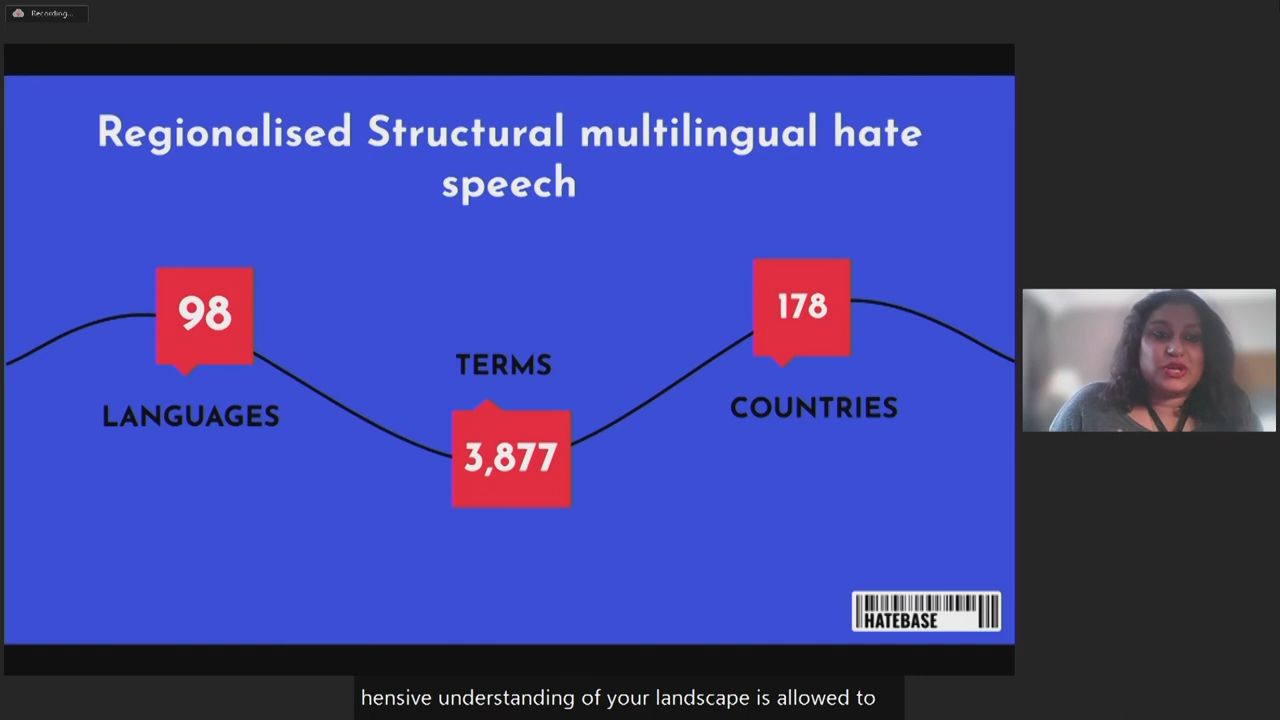 Recording...
Regionalised Structural multilingual hate
speech
98
LANGUAGES
TERMS
3,877
178
COUNTRIES
HATEBASE
hensive understanding of your landscape is allowed to